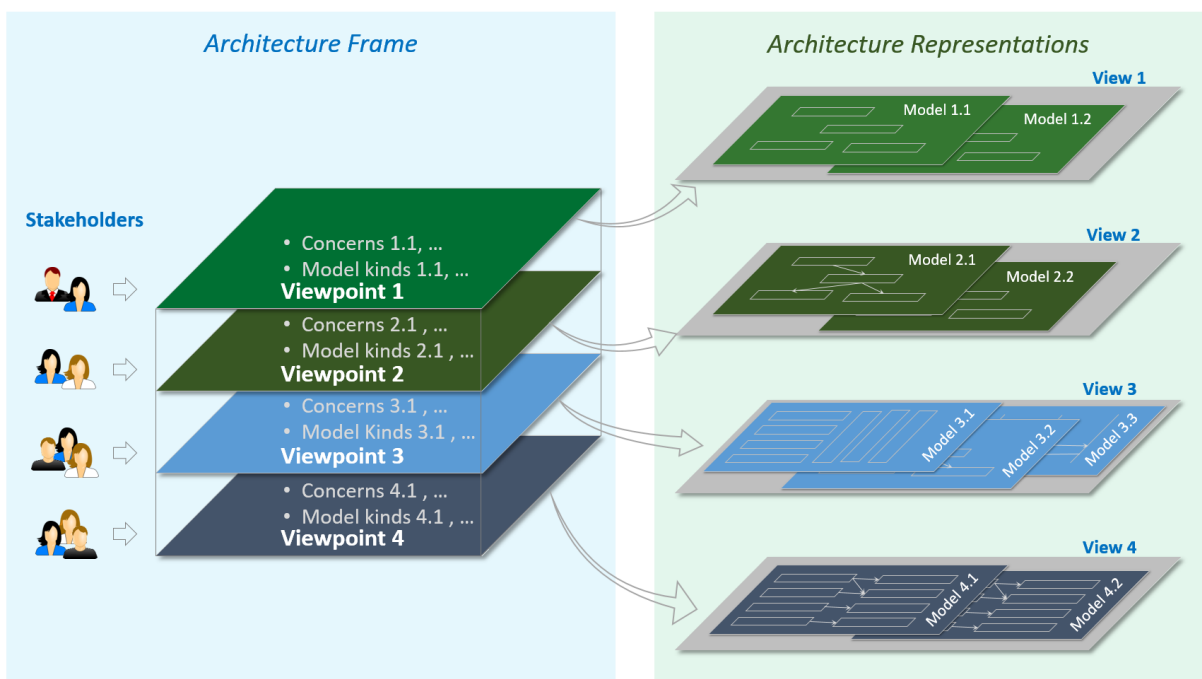 Architecture Frame
Stakeholders
• Concerns 1.1, ...
• Model kinds 1.1, ...
Viewpoint 1
• Concerns 2.1 , ...
• Model kinds 2.1 , ...
Viewpoint 2
• Concerns 3.1 , ...
• Model Kinds 3.1 , ...
Viewpoint 3
• Concerns 4.1 , ...
• Model kinds 4.1 , ...
Viewpoint 4
Architecture Representations
View 1
Model 1.1
Model 1.2
View 2
Model 2.1
Model 2.2
View 3
Model 3.1
Model 3.2
Model 3.3
View 4
Model 4.1
Model 4.2